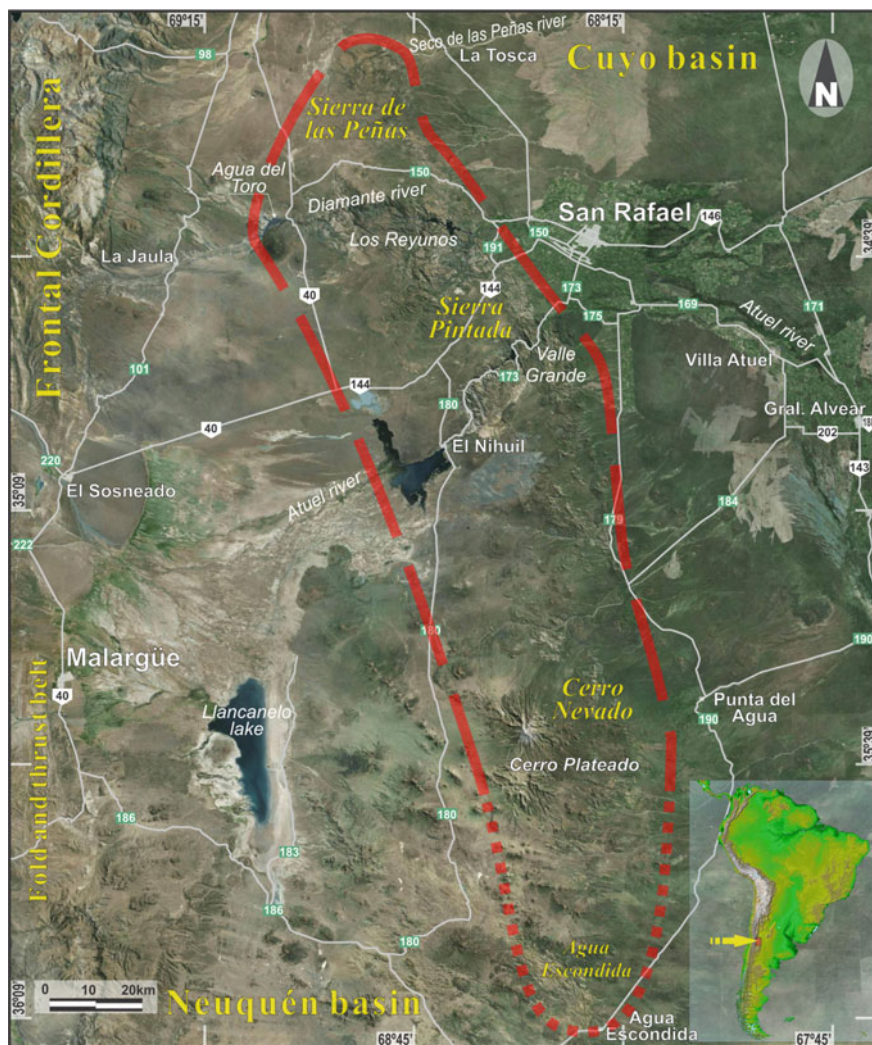 69°15'
68°15'
98
Seco de las Peñas river
La Tosca
Cuyo basin
N
Sierra de
las Peñas
Frontal Cordillera
Agua del
Toro
150
Diamante river
San Rafael
146
Los Reyunos
150
191
34°39'
La Jaula
144
173
40
Sierra
Pintada
175
169
171
Atuel river
101
144
Valle
Grande
173
Villa Atuel
180
Gral. Alvear
40
202
188
El Nihuil
143
220
El Sosneado
35°09'
Atuel river
184
179
222
180
190
Malargüe
40
Fold and thrust belt
Llancanelo
lake
Cerro
Nevado
Punta del
Agua
190
35°39'
Cerro Plateado
186
180
183
186
180
Agua
Escondida
0 10 20km
Neuquén basin
36°09'
Agua
Escondida
68°45'
67°45'